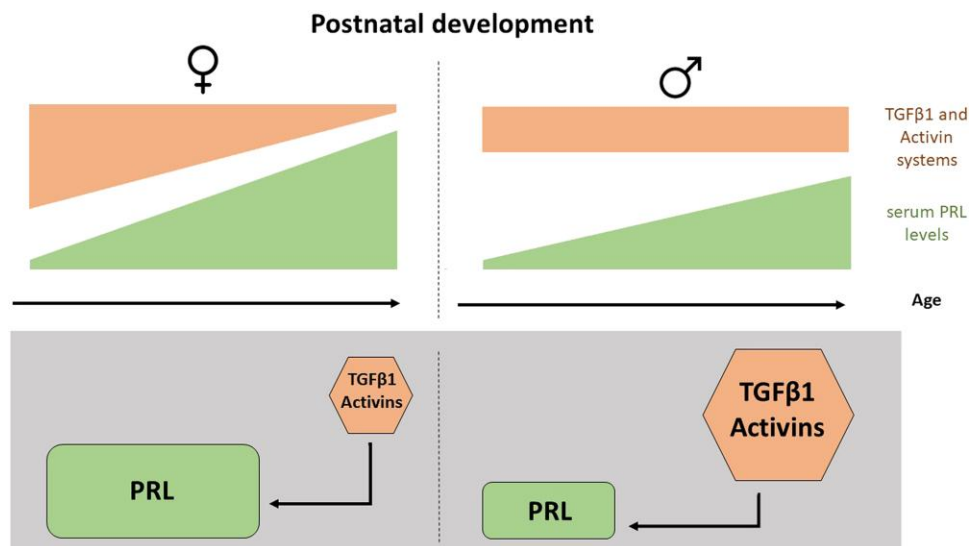 Postnatal development
♀
♂
TGFβ1 and
Activin
systems
serum PRL
levels
Age
TGFβ1
Activins
PRL
TGFβ1
Activins
PRL